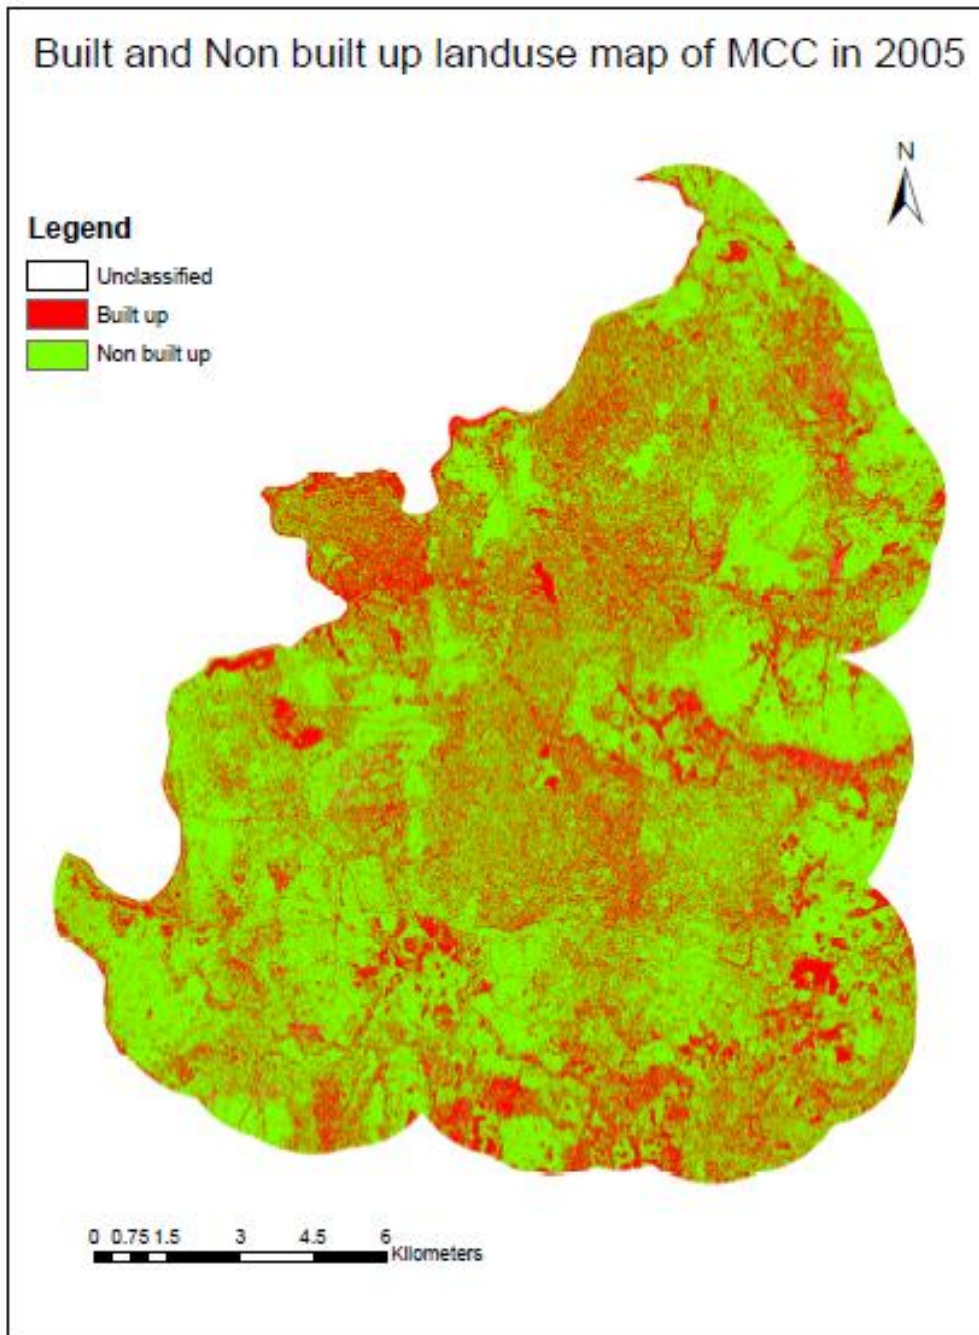 Built and Non built up landuse map of MCC in 2005
N
Legend
Unclassified
Built up
Non built up
0 0.75 1.5 3 4.5 6
Kilometers